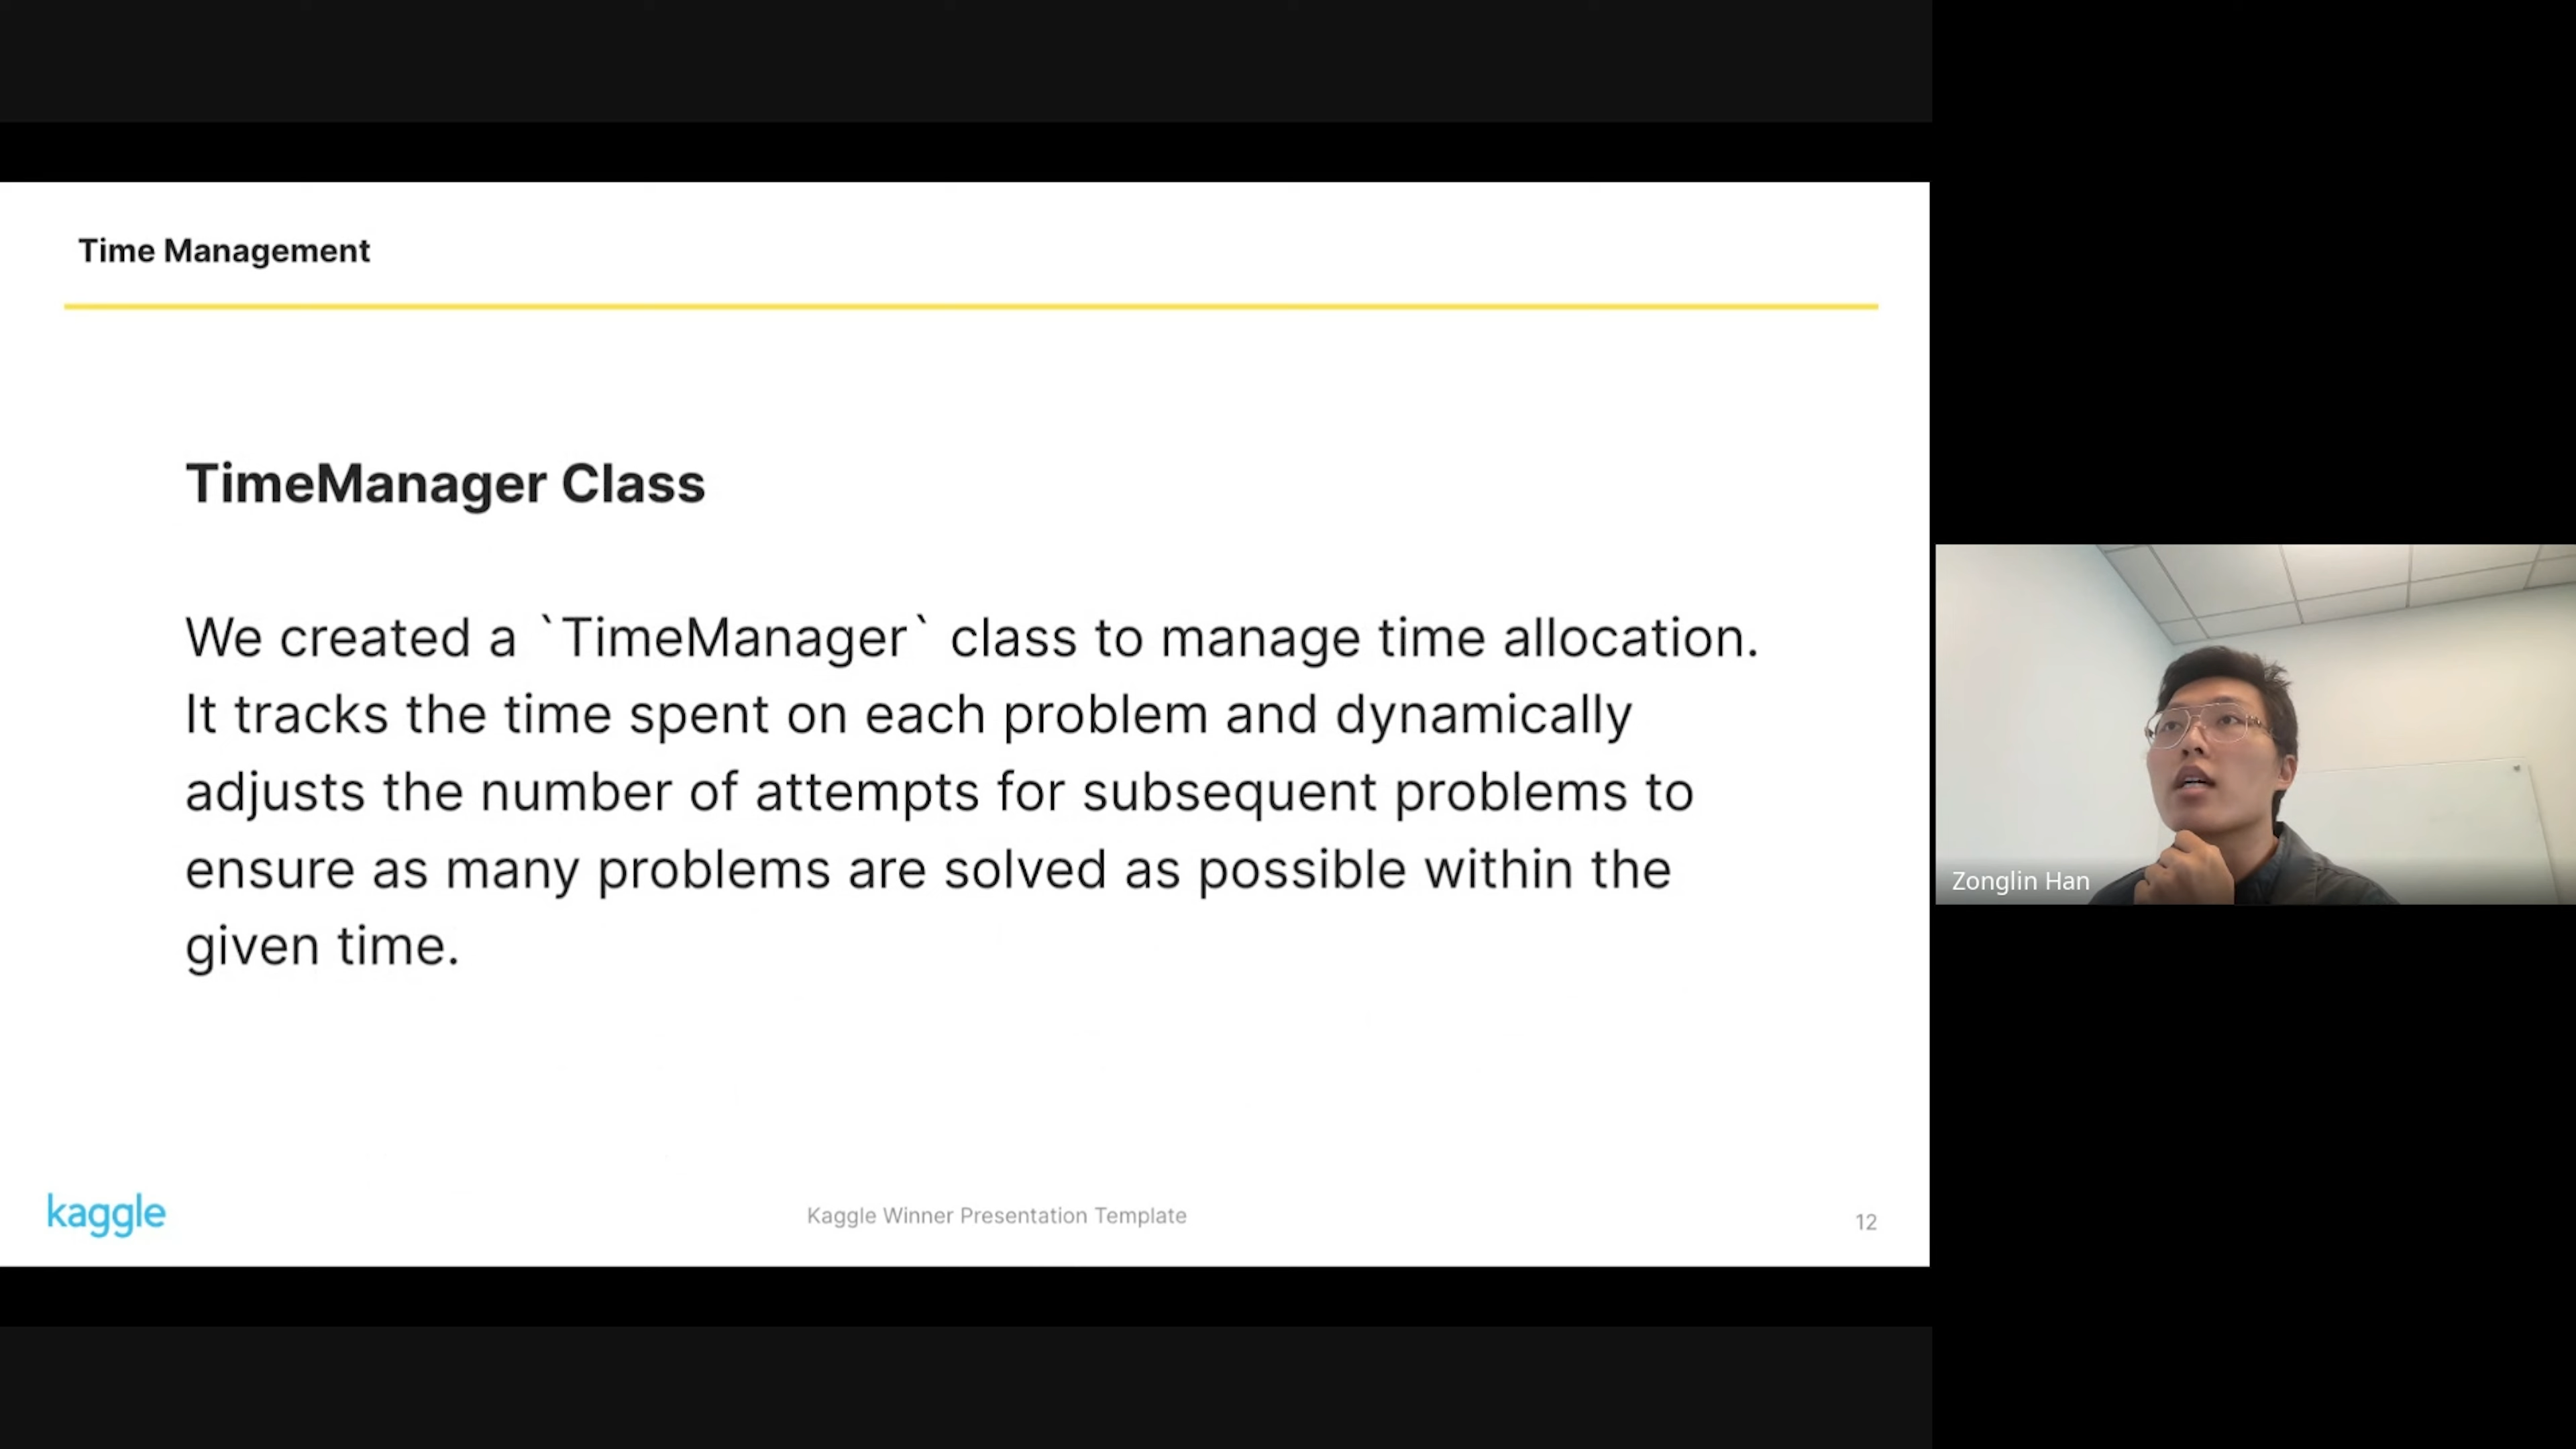 Time Management
TimeManager Class
We created a `TimeManager` class to manage time allocation.
It tracks the time spent on each problem and dynamically
adjusts the number of attempts for subsequent problems to
ensure as many problems are solved as possible within the
given time.
Zonglin Han
kaggle
Kaggle Winner Presentation Template
12